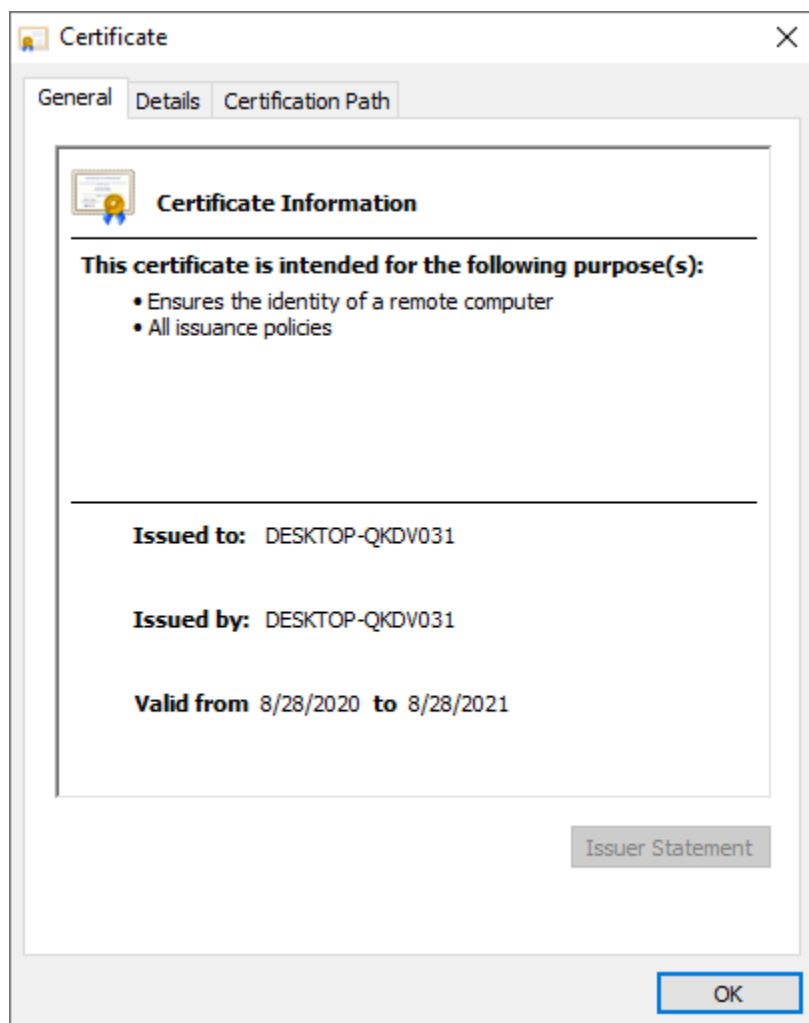 Certificate
General Details Certification Path
Certificate Information
This certificate is intended for the following purpose(s):
• Ensures the identity of a remote computer
• All issuance policies
Issued to: DESKTOP-QKDV031
Issued by: DESKTOP-QKDV031
Valid from 8/28/2020 to 8/28/2021
Issuer Statement
OK